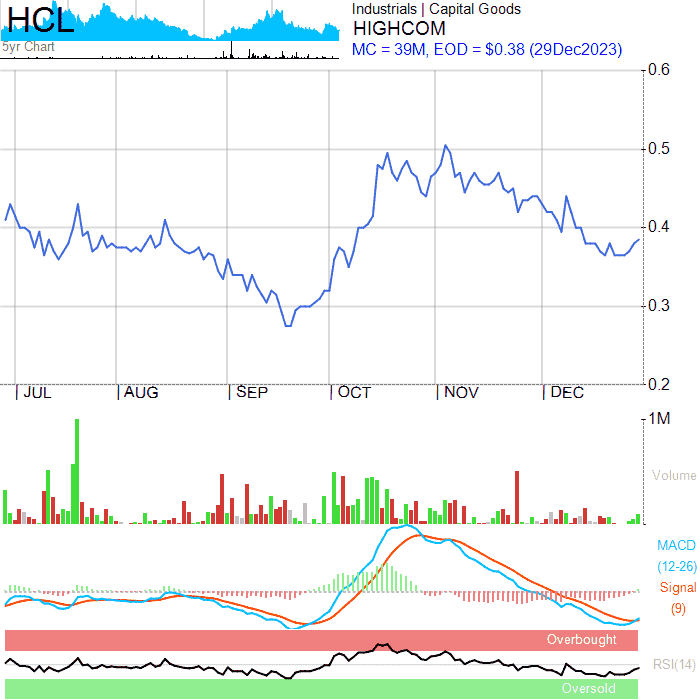 HCL
5yr Chart
Industrials | Capital Goods
HIGHCOM
MC = 39M, EOD = $0.38 (29Dec2023)
0.6
0.5
0.4
0.3
0.2
JUL
AUG
SEP
OCT
NOV
DEC
1M
Volume
MACD
(12-26)
Signal
(9)
Overbought
RSI(14)
Oversold